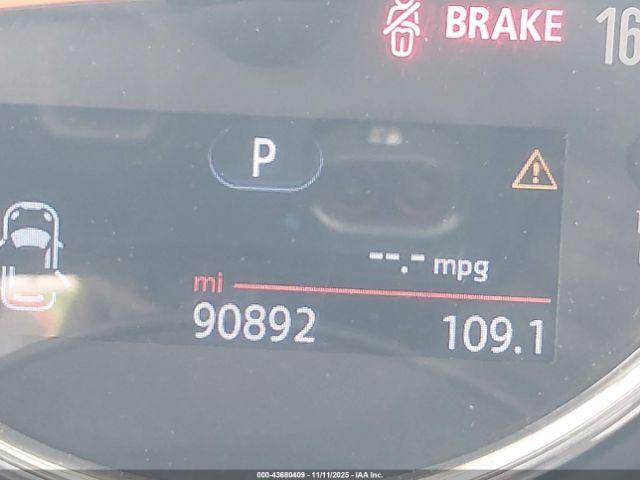 BRAKE
16
P
--.- mpg
mi
90892 109.1
000-43680409 - 11/11/2025 - IAA Inc.